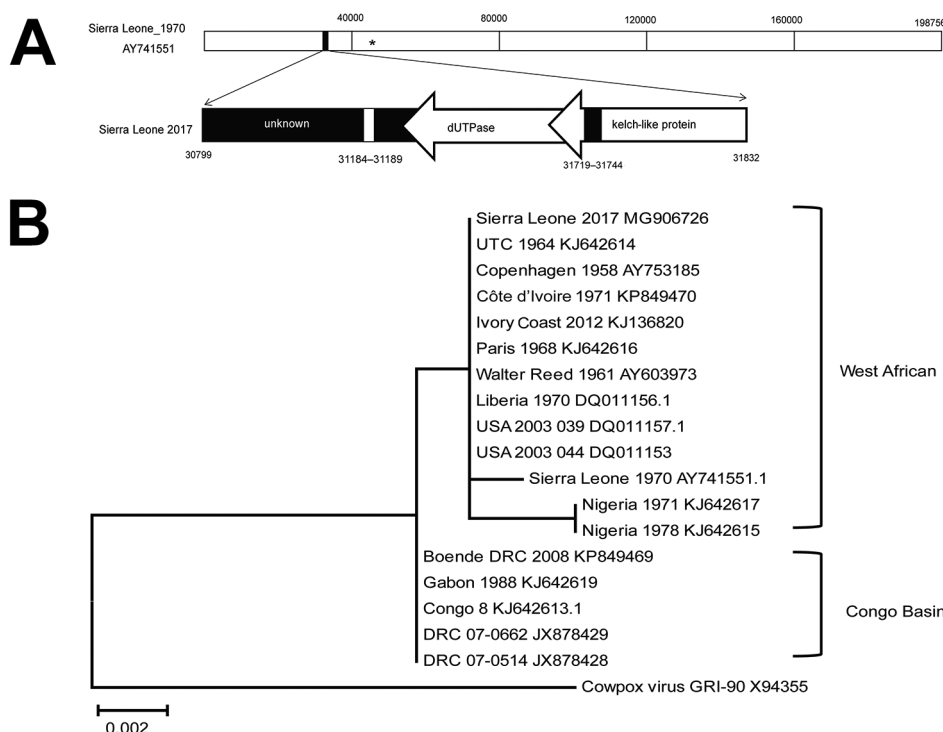 A
Sierra Leone_1970
AY741551
40000
80000
120000
160000
198756
*
Sierra Leone 2017
unknown
dUTPase
kelch-like protein
30799
31184–31189
31719–31744
31832
B
Sierra Leone 2017 MG906726
UTC 1964 KJ642614
Copenhagen 1958 AY753185
Côte d'Ivoire 1971 KP849470
Ivory Coast 2012 KJ136820
Paris 1968 KJ642616
Walter Reed 1961 AY603973
Liberia 1970 DQ011156.1
USA 2003 039 DQ011157.1
USA 2003 044 DQ011153
Sierra Leone 1970 AY741551.1
Nigeria 1971 KJ642617
Nigeria 1978 KJ642615
West African
Boende DRC 2008 KP849469
Gabon 1988 KJ642619
Congo 8 KJ642613.1
DRC 07-0662 JX878429
DRC 07-0514 JX878428
Congo Basin
Cowpox virus GRI-90 X94355
0.002